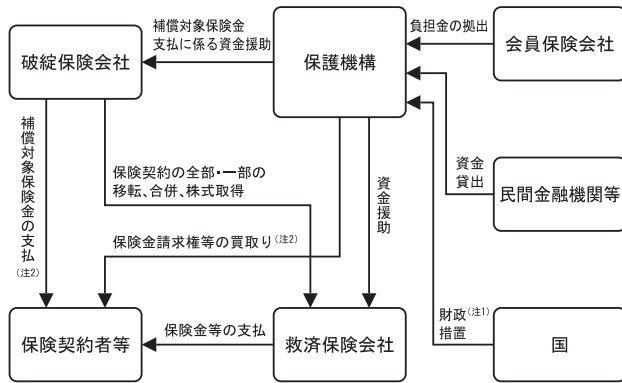 補償対象保険金
支払に係る資金援助
負担金の拠出
破綻保険会社
保護機構
会員保険会社
補償対象保険金の支払(注2)
保険契約の全部・一部の
移転、合併、株式取得
資金援助
資金
貸出
民間金融機関等
保険金請求権等の買取り(注2)
財政(注1)
措置
保険契約者等
保険金等の支払
救済保険会社
国